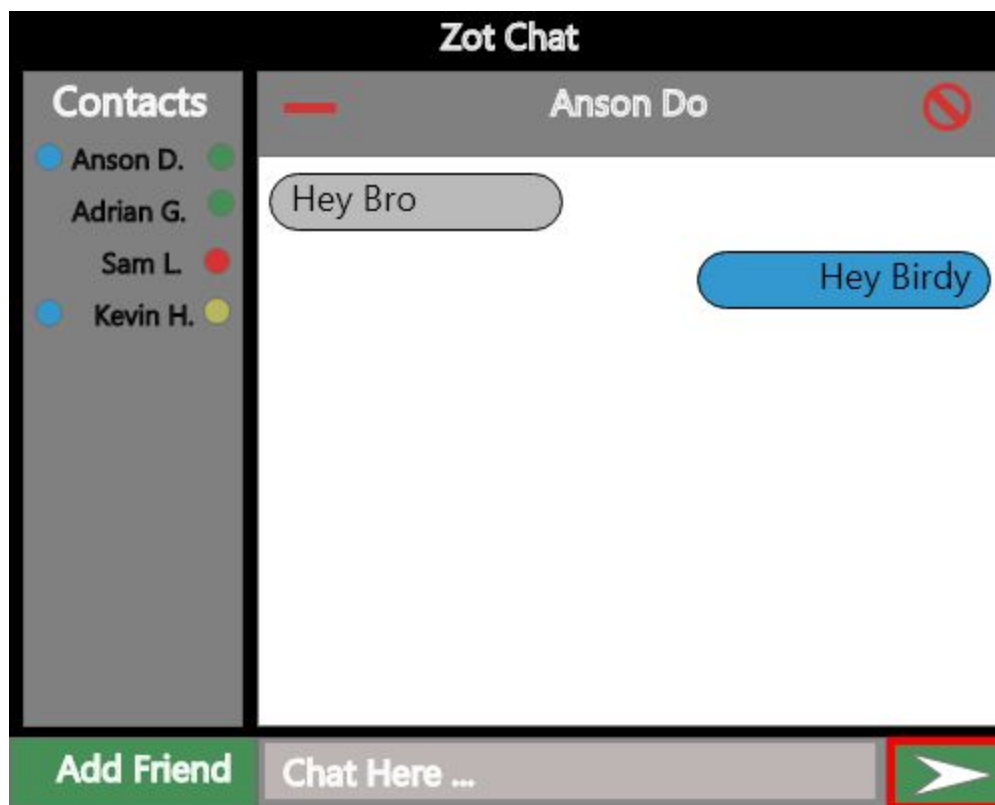 Zot Chat
Contacts
Anson D.
Adrian G.
Sam L.
Kevin H.
Anson Do
Hey Bro
Hey Birdy
Add Friend
Chat Here ...